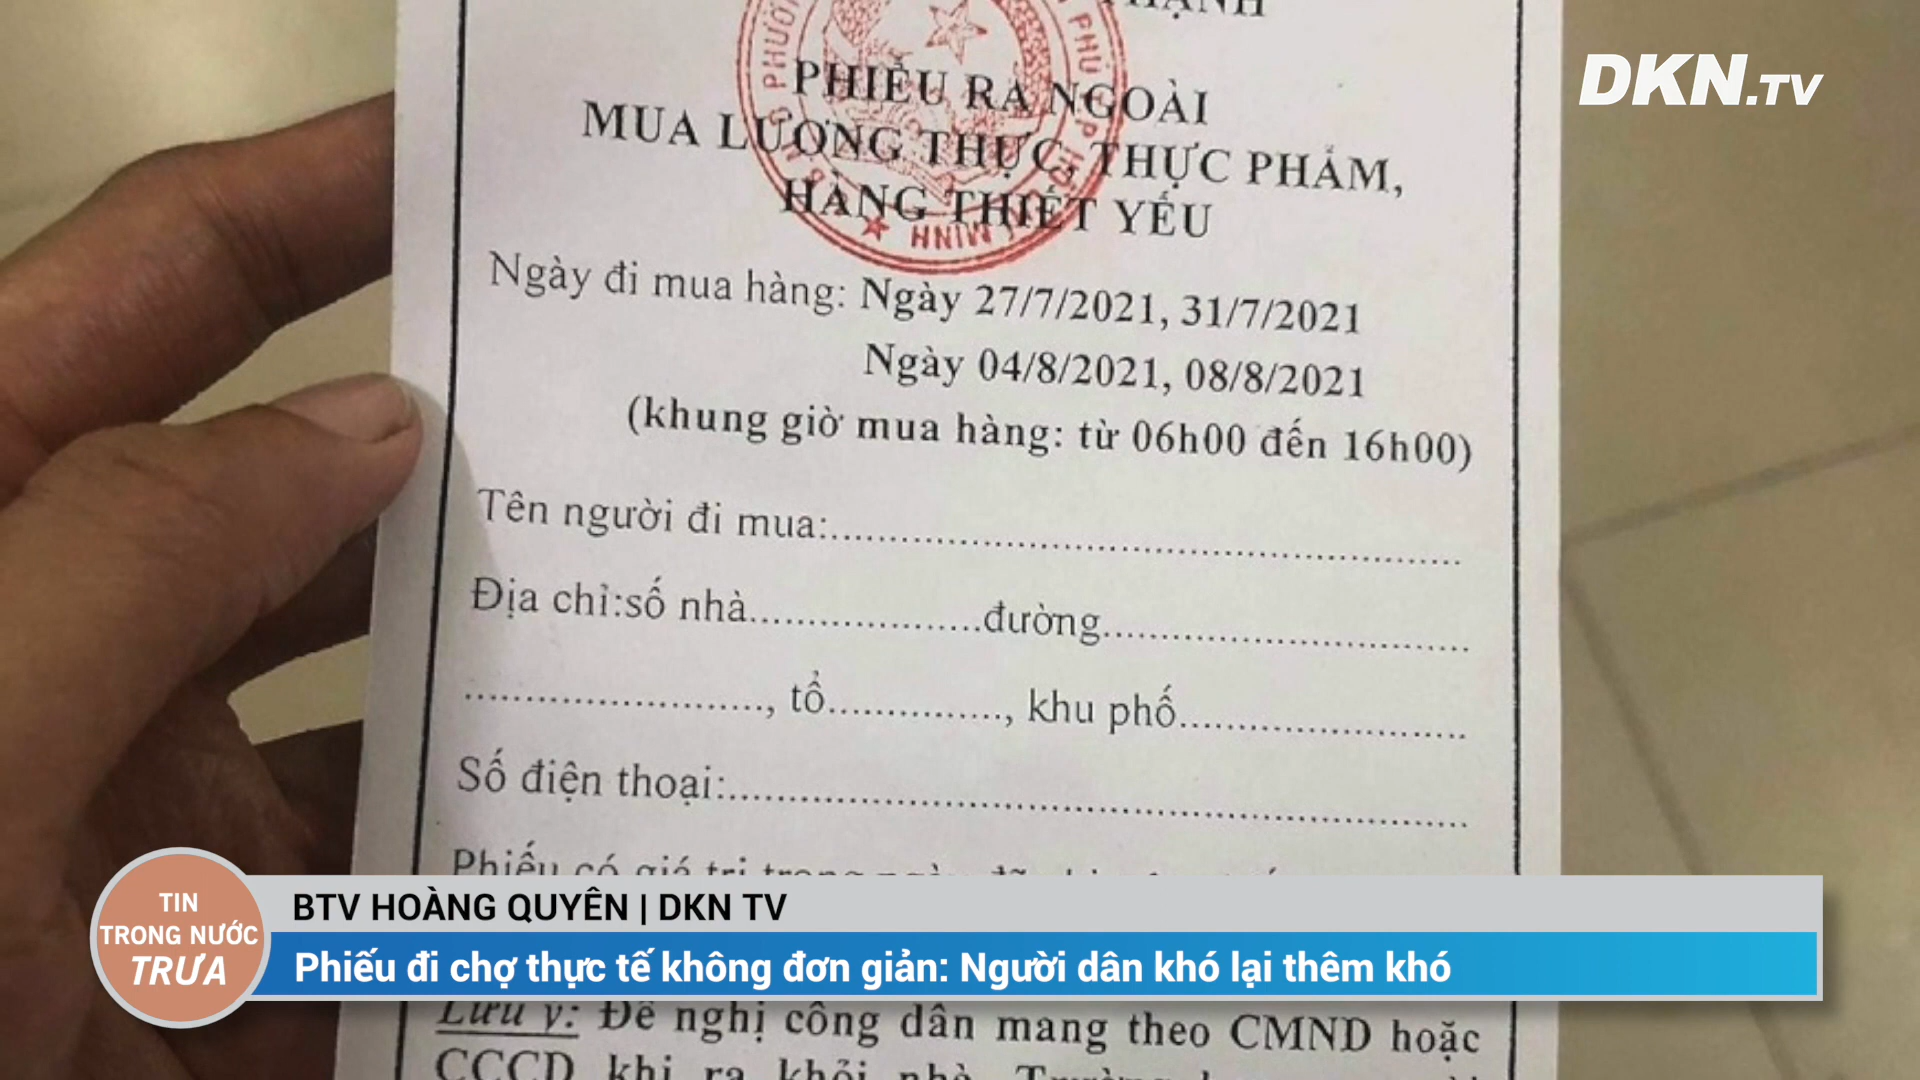 DKN.TV
PHIẾU RA NGOÀI
MUA LƯƠNG THỰC, THỰC PHẨM,
HÀNG THIẾT YẾU
Ngày đi mua hàng: Ngày 27/7/2021, 31/7/2021
Ngày 04/8/2021, 08/8/2021
(khung giờ mua hàng: từ 06h00 đến 16h00)
Tên người đi mua:..........
Địa chỉ:số nhà..........đường..........
.........., tổ.........., khu phố..........
Số điện thoại:..........
Phiếu có giá trị trong ngày
TIN
TRONG NƯỚC
TRƯA
BTV HOÀNG QUYÊN | DKN TV
Phiếu đi chợ thực tế không đơn giản: Người dân khó lại thêm khó
Lưu ý: Đề nghị công dân mang theo CMND hoặc
CCCD khi ra khỏi nhà. Trường